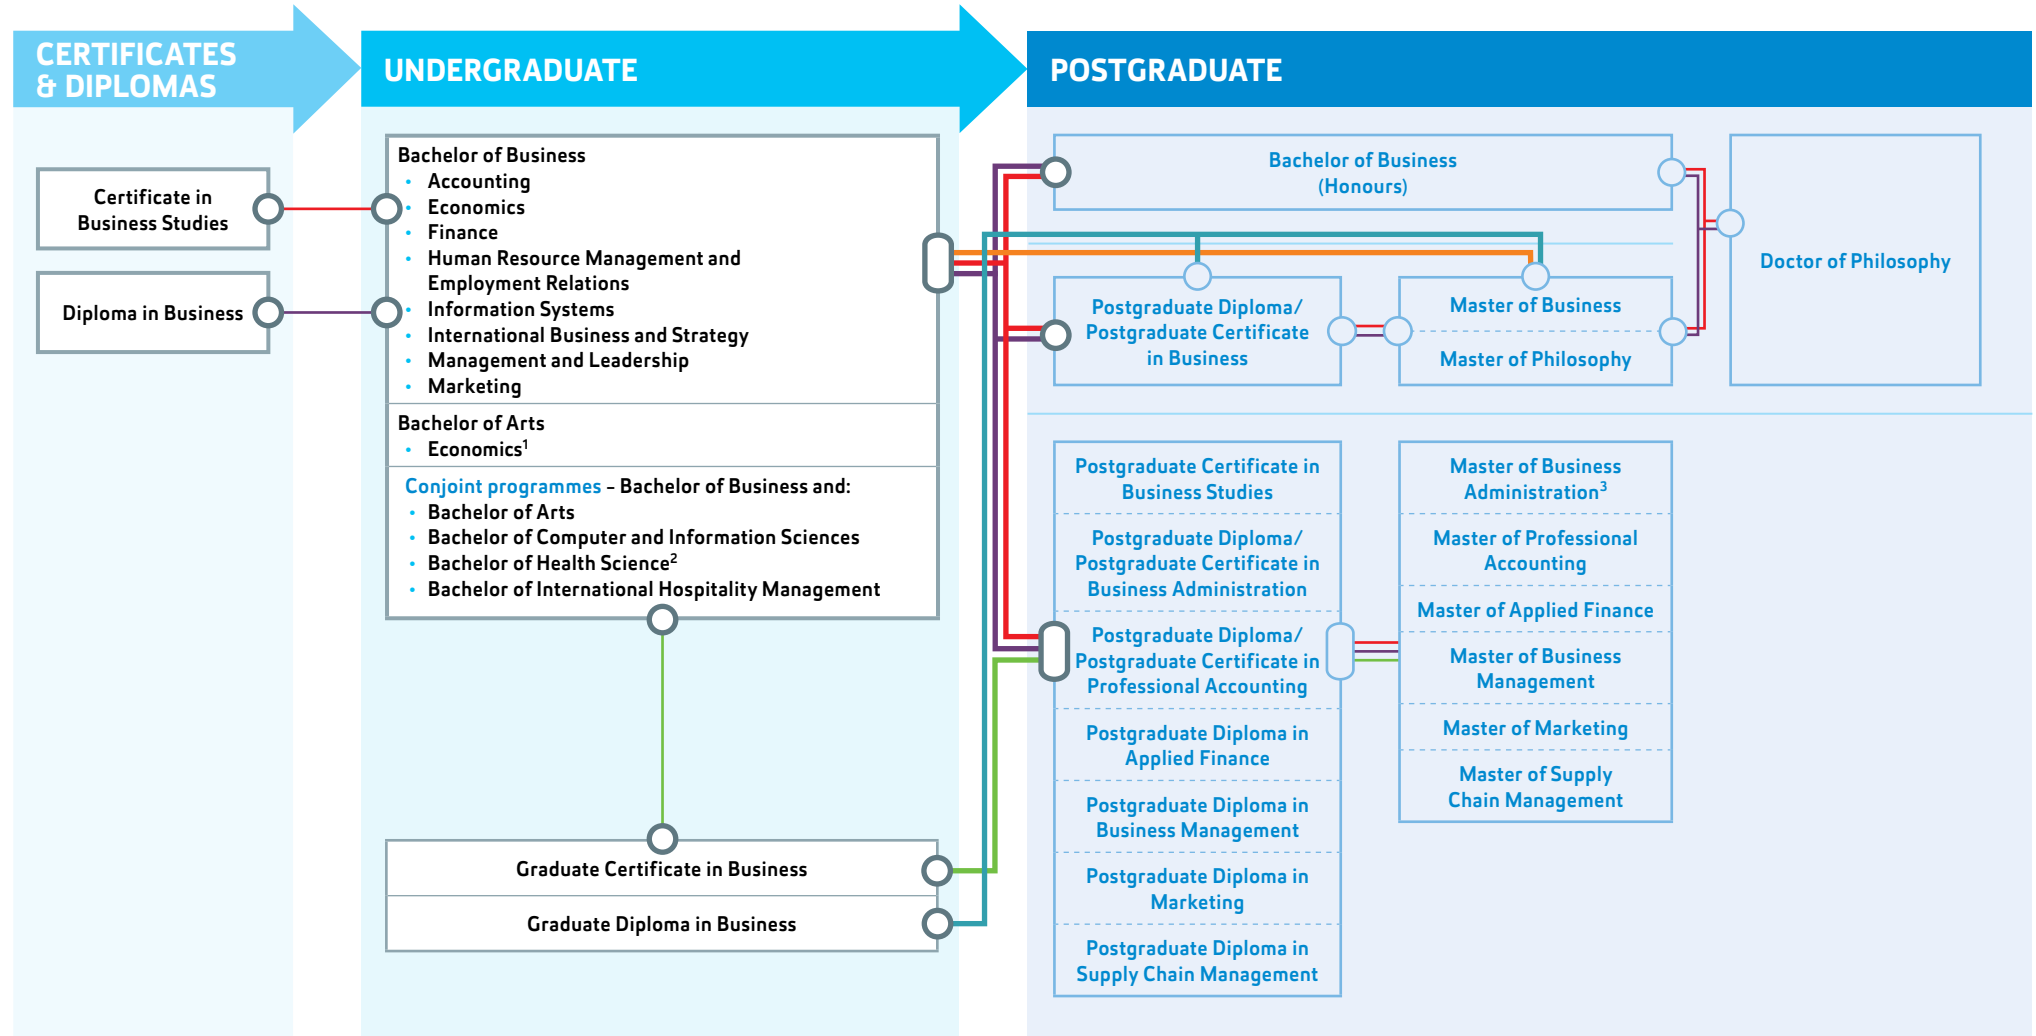 CERTIFICATES
& DIPLOMAS
UNDERGRADUATE
POSTGRADUATE
Certificate in
Business Studies
Diploma in Business
Bachelor of Business
• Accounting
• Economics
• Finance
• Human Resource Management and
Employment Relations
• Information Systems
• International Business and Strategy
• Management and Leadership
• Marketing
Bachelor of Arts
• Economics¹
Conjoint programmes – Bachelor of Business and:
• Bachelor of Arts
• Bachelor of Computer and Information Sciences
• Bachelor of Health Science²
• Bachelor of International Hospitality Management
Graduate Certificate in Business
Graduate Diploma in Business
Bachelor of Business
(Honours)
Postgraduate Diploma/
Postgraduate Certificate
in Business
Master of Business
Master of Philosophy
Doctor of Philosophy
Postgraduate Certificate in
Business Studies
Postgraduate Diploma/
Postgraduate Certificate in
Business Administration
Postgraduate Diploma/
Postgraduate Certificate in
Professional Accounting
Postgraduate Diploma in
Applied Finance
Postgraduate Diploma in
Business Management
Postgraduate Diploma in
Marketing
Postgraduate Diploma in
Supply Chain Management
Master of Business
Administration³
Master of Professional
Accounting
Master of Applied Finance
Master of Business
Management
Master of Marketing
Master of Supply
Chain Management